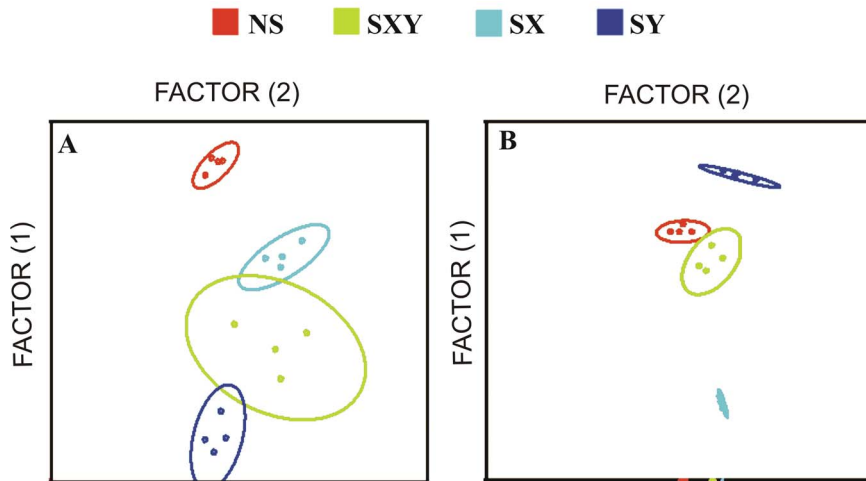 NS SXY SX SY
FACTOR (2) FACTOR (2)
A B
FACTOR (1) FACTOR (1)